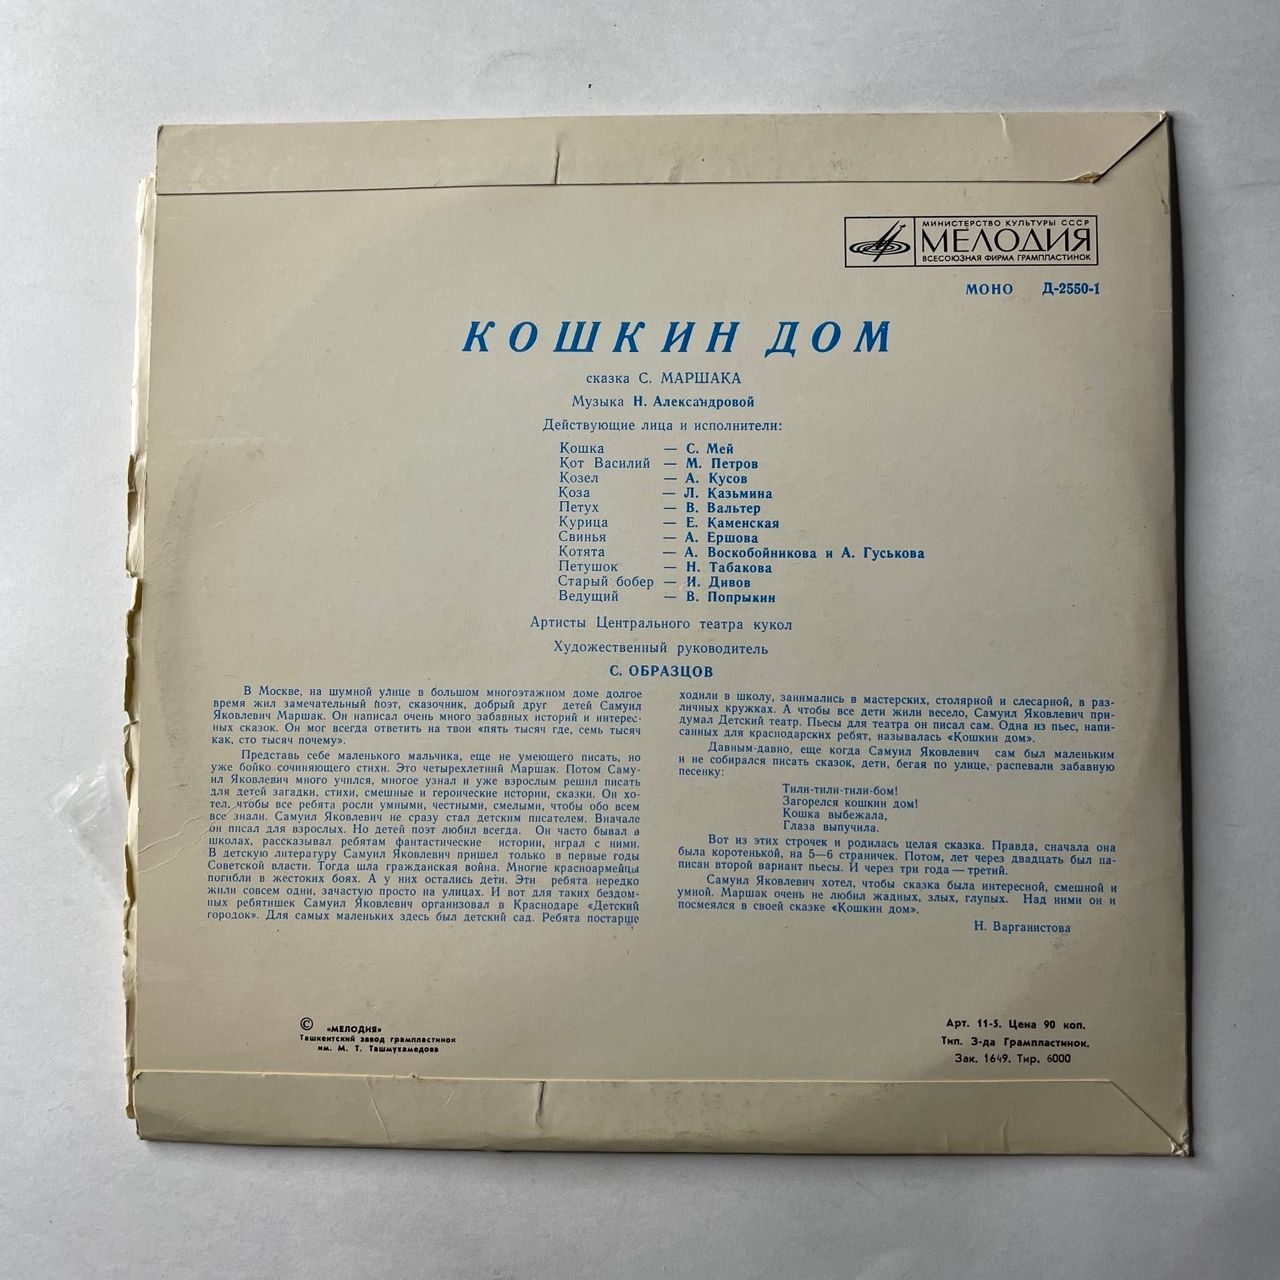 МИНИСТЕРСТВО КУЛЬТУРЫ СССР
МЕЛОДИЯ
ВСЕСОЮЗНАЯ ФИРМА ГРАМПЛАСТИНОК
МОНО Д-2550-1
КОШКИН ДОМ
сказка С. МАРШАКА
Музыка Н. Александровой
Действующие лица и исполнители:
Кошка — С. Мей
Кот Василий — М. Петров
Козел — А. Кусов
Коза — Л. Казьмина
Петух — В. Вальтер
Курица — Е. Каменская
Свинья — А. Ершова
Котята — А. Воскобойникова и А. Гуськова
Петушок — Н. Табакова
Старый бобер — И. Дивов
Ведущий — В. Попрыкин
Артисты Центрального театра кукол
Художественный руководитель
С. ОБРАЗЦОВ
В Москве, на шумной улице в большом многоэтажном доме долгое
время жил замечательный поэт, сказочник, добрый друг детей Самуил
Яковлевич Маршак. Он написал очень много забавных историй и интерес-
ных сказок. Он мог всегда ответить на твои «пять тысяч где, семь тысяч
как, сто тысяч почему».
Представь себе маленького мальчика, еще не умеющего писать, но
уже бойко сочиняющего стихи. Это четырехлетний Маршак. Потом Саму-
ил Яковлевич много учился, многое узнал и уже взрослым решил писать
для детей загадки, стихи, смешные и героические истории, сказки. Он хо-
тел, чтобы все ребята росли умными, честными, смелыми, чтобы обо всем
все знали. Самуил Яковлевич не сразу стал детским писателем. Вначале
он писал для взрослых. Но детей поэт любил всегда. Он часто бывал в
школах, рассказывал ребятам фантастические истории, играл с ними.
В детскую литературу Самуил Яковлевич пришел только в первые годы
Советской власти. Тогда шла гражданская война. Многие красноармейцы
погибли в жестоких боях. А у них остались дети. Эти ребята нередко
жили совсем одни, зачастую просто на улицах. И вот для таких бездом-
ных ребятишек Самуил Яковлевич организовал в Краснодаре «Детский
городок». Для самых маленьких здесь был детский сад. Ребята постарше
ходили в школу, занимались в мастерских, столярной и слесарной, в раз-
личных кружках. А чтобы все дети жили весело, Самуил Яковлевич при-
думал Детский театр. Пьесы для театра он писал сам. Одна из пьес, напи-
санных для краснодарских ребят, называлась «Кошкин дом».
Давным-давно, еще когда Самуил Яковлевич сам был маленьким
и не собирался писать сказок, дети, бегая по улице, распевали забавную
песенку:
Тили-тили-тили-бом!
Загорелся кошкин дом!
Кошка выбежала,
Глаза выпучила.
Вот из этих строчек и родилась целая сказка. Правда, сначала она
была коротенькой, на 5—6 страничек. Потом, лет через двадцать был на-
писан второй вариант пьесы. И через три года — третий.
Самуил Яковлевич хотел, чтобы сказка была интересной, смешной и
умной. Маршак очень не любил жадных, злых, глупых. Над ними он и
посмеялся в своей сказке «Кошкин дом».
Н. Варганистова
© «МЕЛОДИЯ»
Ташкентский завод грампластинок
им. М. Т. Ташмухамедова
Арт. 11-5. Цена 90 коп.
Тип. З-да Грампластинок.
Зак. 1649. Тир. 6000